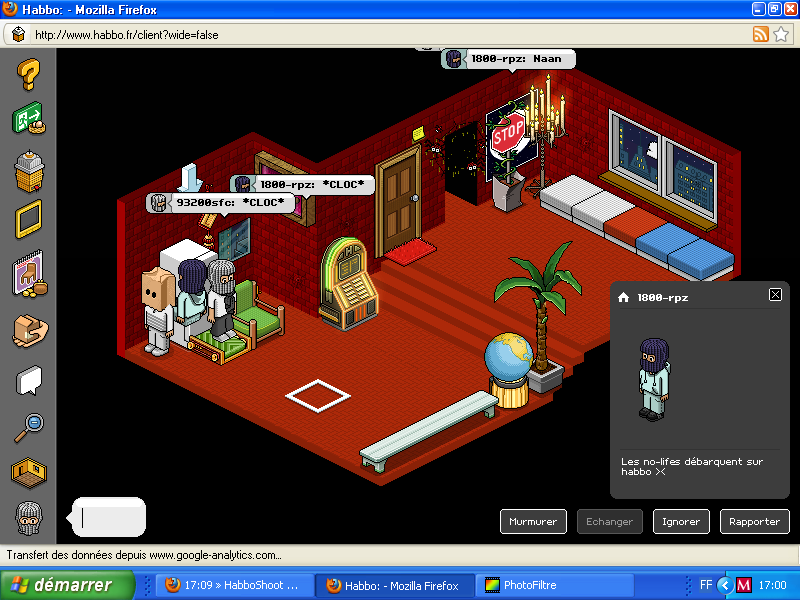 Habbo: - Mozilla Firefox
http://www.habbo.fr/client?wide=false
1800-rpz: Naan
STOP
1800-rpz: *CLOC*
93200sfc: *CLOC*
1800-rpz
Les no-lifes débarquent sur
habbo ><
Murmurer
Echanger
Ignorer
Rapporter
Transfert des données depuis www.google-analytics.com...
démarrer
17:09 » HabboShoot ...
Habbo: - Mozilla Firefox
PhotoFiltre
FF
M
17:00